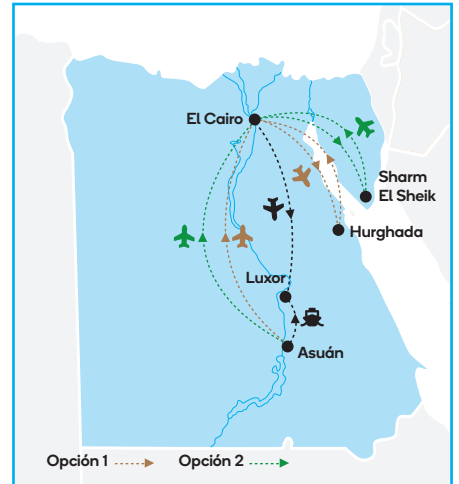 El Cairo
Sharm
El Sheik
Hurghada
Luxor
Asuán
Opción 1
Opción 2